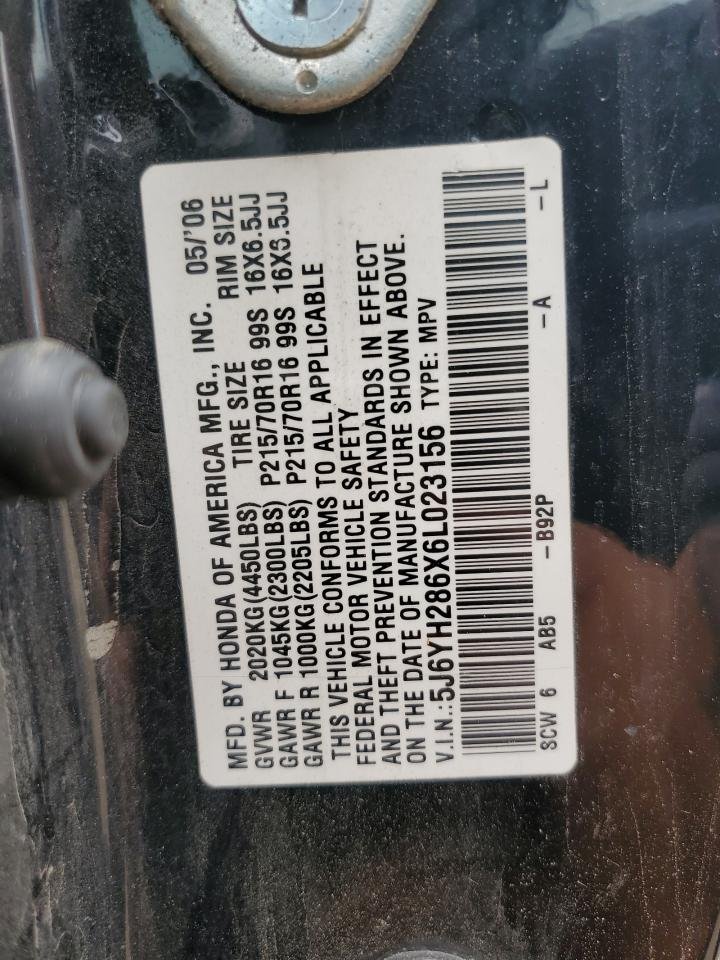 MFD. BY HONDA OF AMERICA MFG., INC. 05/'06
GVWR 2020KG(4450LBS) TIRE SIZE RIM SIZE
GAWR F 1045KG(2300LBS) P215/70R16 99S 16X6.5JJ
GAWR R 1000KG(2205LBS) P215/70R16 99S 16X6.5JJ
THIS VEHICLE CONFORMS TO ALL APPLICABLE
FEDERAL MOTOR VEHICLE SAFETY
AND THEFT PREVENTION STANDARDS IN EFFECT
ON THE DATE OF MANUFACTURE SHOWN ABOVE.
V.I.N.:5J6YH286X6L023156 TYPE: MPV
SCW 6 AB5 -B92P -A -L